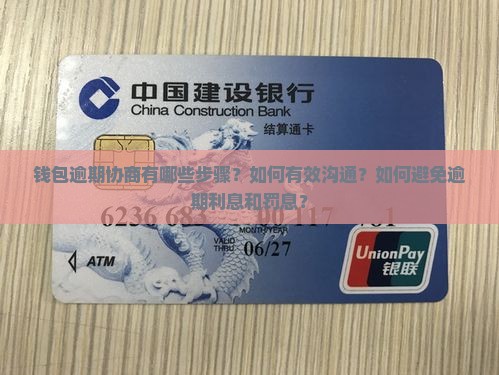 中国建设银行
China Construction Bank
结算通卡
钱包逾期协商有哪些步骤？如何有效沟通？如何避免逾
期利息和罚息？
6236 683
MONTH/YEAR
VALID
THRU
06/27
ATM
UnionPay
银联